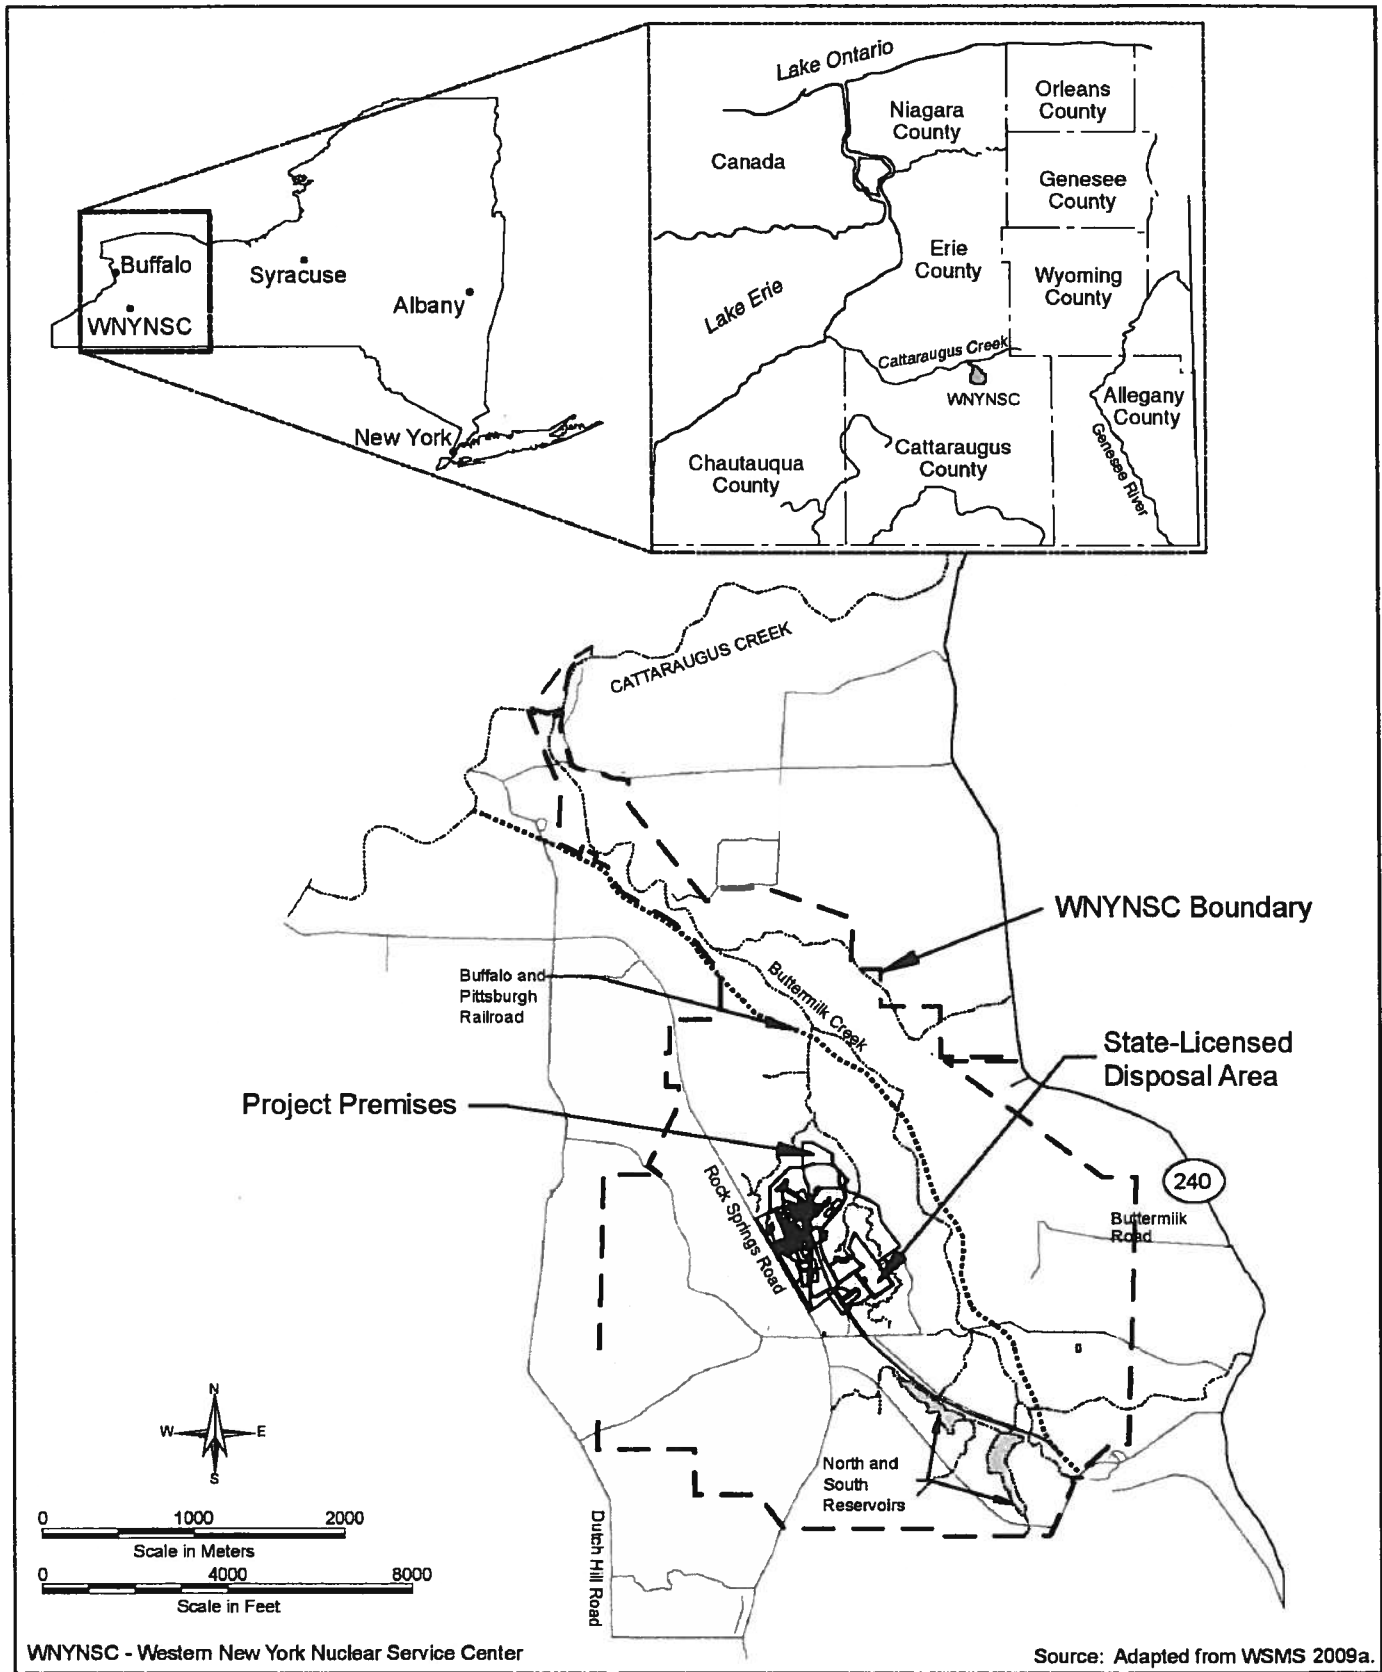 Lake Ontario
Orleans
County
Niagara
County
Canada
Genesee
County
Erie
County
Wyoming
County
Lake Erie
Cattaraugus Creek
WNYNSC
Allegany
County
Genesee River
Cattaraugus
County
Chautauqua
County
Buffalo
Syracuse
WNYNSC
Albany
New York
CATTARAUGUS CREEK
WNYNSC Boundary
Buffalo and
Pittsburgh
Railroad
Buttermilk Creek
State-Licensed
Disposal Area
Project Premises
Rock Springs Road
240
Buttermilk
Road
North and
South
Reservoirs
Dutch Hill Road
N
W
E
S
0 1000 2000
Scale in Meters
0 4000 8000
Scale in Feet
WNYNSC - Western New York Nuclear Service Center
Source: Adapted from WSMS 2009a.